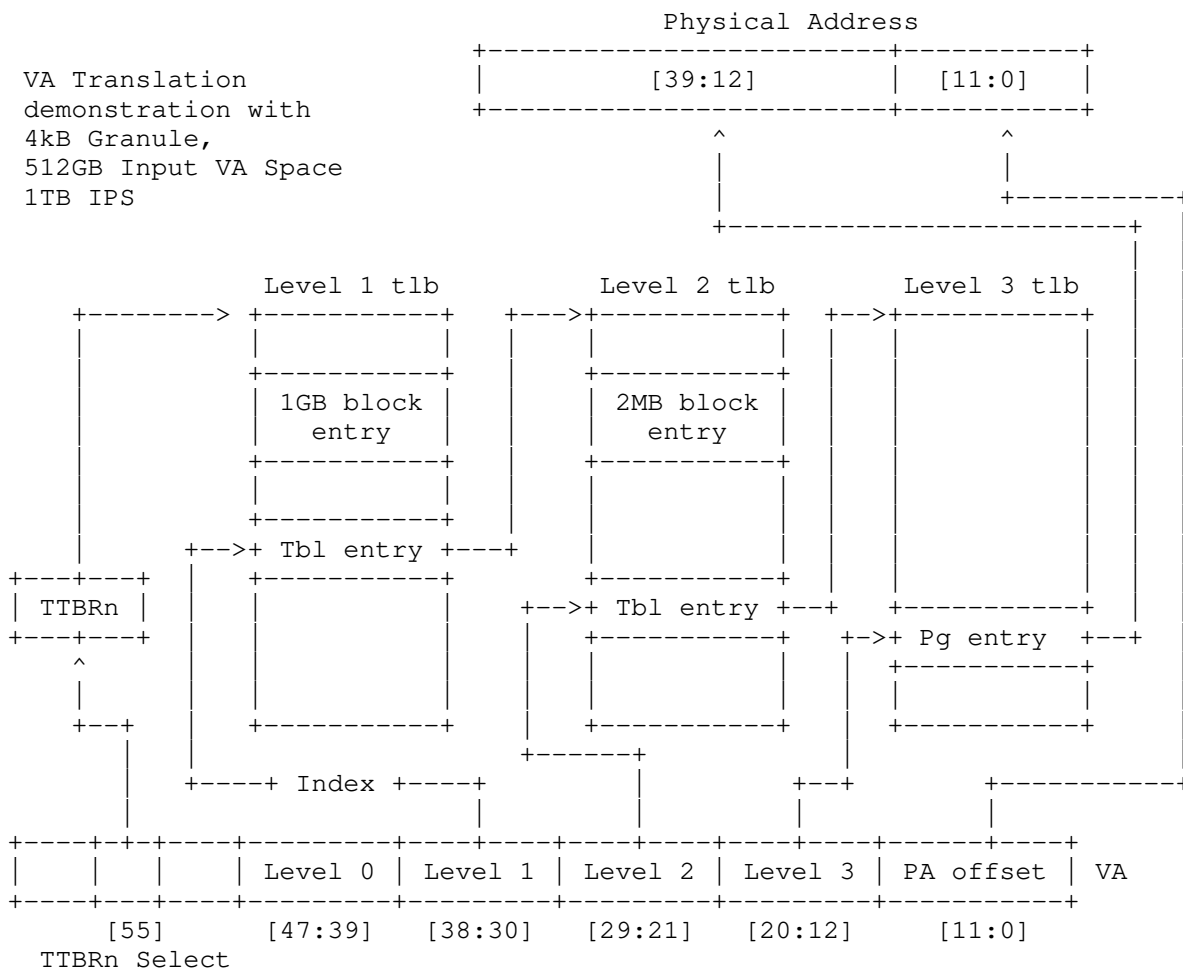 Physical Address
VA Translation [39:12] [11:0]
demonstration with
4kB Granule,
512GB Input VA Space
1TB IPS
Level 1 tlb Level 2 tlb Level 3 tlb
1GB block 2MB block
entry entry
Tbl entry
TTBRn Tbl entry
Pg entry
Index
Level 0 Level 1 Level 2 Level 3 PA offset VA
[55] [47:39] [38:30] [29:21] [20:12] [11:0]
TTBRn Select